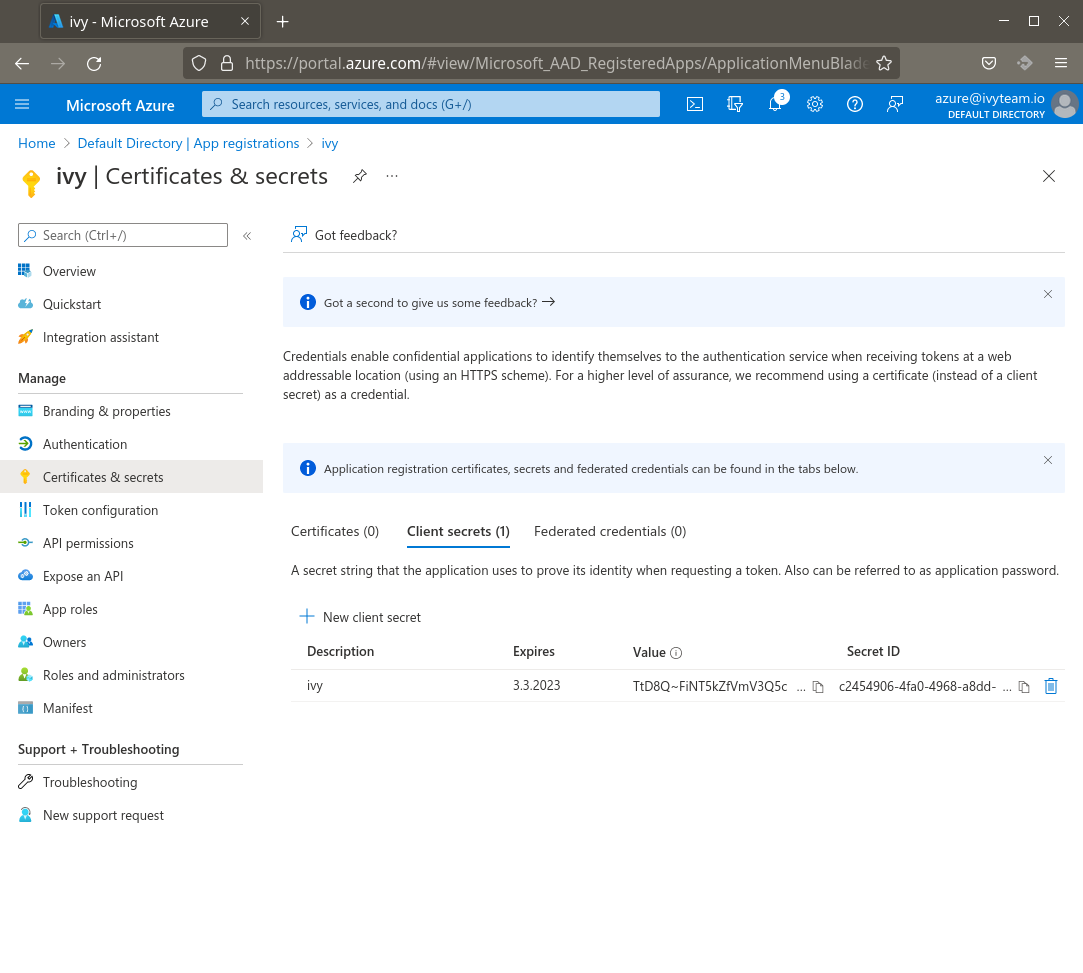 ivy - Microsoft Azure
https://portal.azure.com/#view/Microsoft_AAD_RegisteredApps/ApplicationMenuBlade
Microsoft Azure
Search resources, services, and docs (G+/)
3
azure@ivyteam.io
DEFAULT DIRECTORY
Home > Default Directory | App registrations > ivy
ivy | Certificates & secrets
Search (Ctrl+/)
Overview
Quickstart
Integration assistant
Manage
Branding & properties
Authentication
Certificates & secrets
Token configuration
API permissions
Expose an API
App roles
Owners
Roles and administrators
Manifest
Support + Troubleshooting
Troubleshooting
New support request
Got feedback?
Got a second to give us some feedback? →
Credentials enable confidential applications to identify themselves to the authentication service when receiving tokens at a web
addressable location (using an HTTPS scheme). For a higher level of assurance, we recommend using a certificate (instead of a client
secret) as a credential.
Application registration certificates, secrets and federated credentials can be found in the tabs below.
Certificates (0) Client secrets (1) Federated credentials (0)
A secret string that the application uses to prove its identity when requesting a token. Also can be referred to as application password.
New client secret
Description Expires Value Secret ID
ivy 3.3.2023 TtD8Q~FiNT5kZfVmV3Q5c ... c2454906-4fa0-4968-a8dd- ...